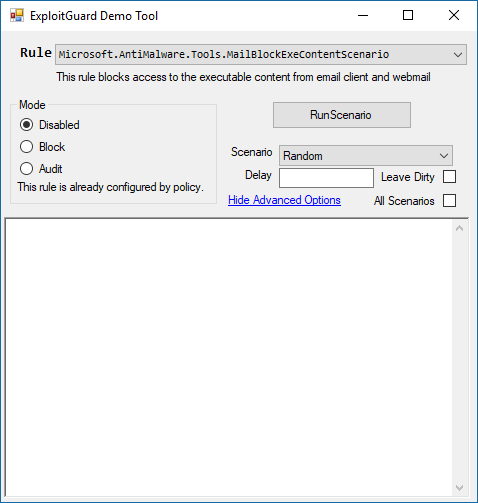 ExploitGuard Demo Tool
Rule Microsoft.AntiMalware.Tools.MailBlockExeContentScenario
This rule blocks access to the executable content from email client and webmail
Mode
Disabled
Block
Audit
This rule is already configured by policy.
RunScenario
Scenario Random
Delay Leave Dirty
Hide Advanced Options All Scenarios